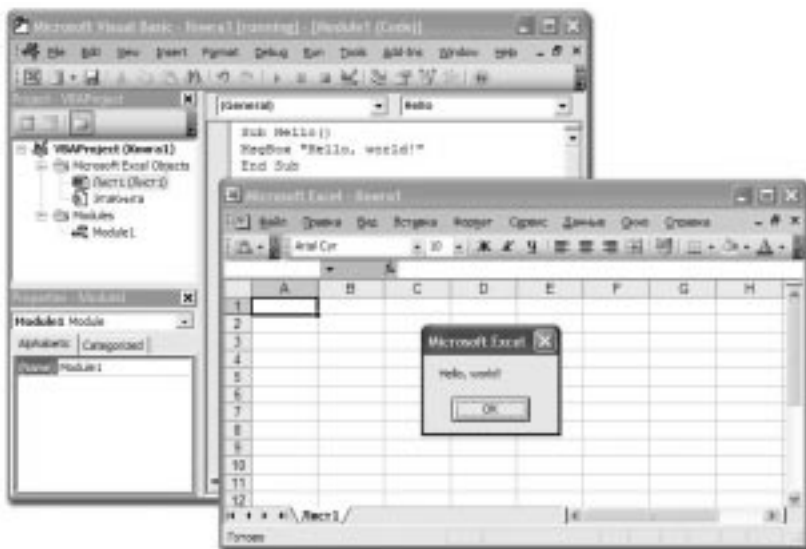 Microsoft Visual Basic - Книга1 [running] - [Module1 (Code)]
File Edit View Insert Format Debug Run Tools Add-Ins Window Help
Project - VBAProject
(General) Hello
Sub Hello()
MsgBox "Hello, world!"
End Sub
VBAProject (Книга1)
Microsoft Excel Objects
Лист1 (Лист1)
ЭтаКнига
Modules
Module1
Properties - Module1
Module1 Module
Alphabetic Categorized
(Name) Module1
Microsoft Excel - Книга1
Файл Правка Вид Вставка Формат Сервис Данные Окно Справка
Arial Cyr 10 Ж К Ч
fx
A B C D E F G H
1
2
3
4
5
6
7
8
9
10
11
12
Microsoft Excel
Hello, world!
OK
Лист1
Готово